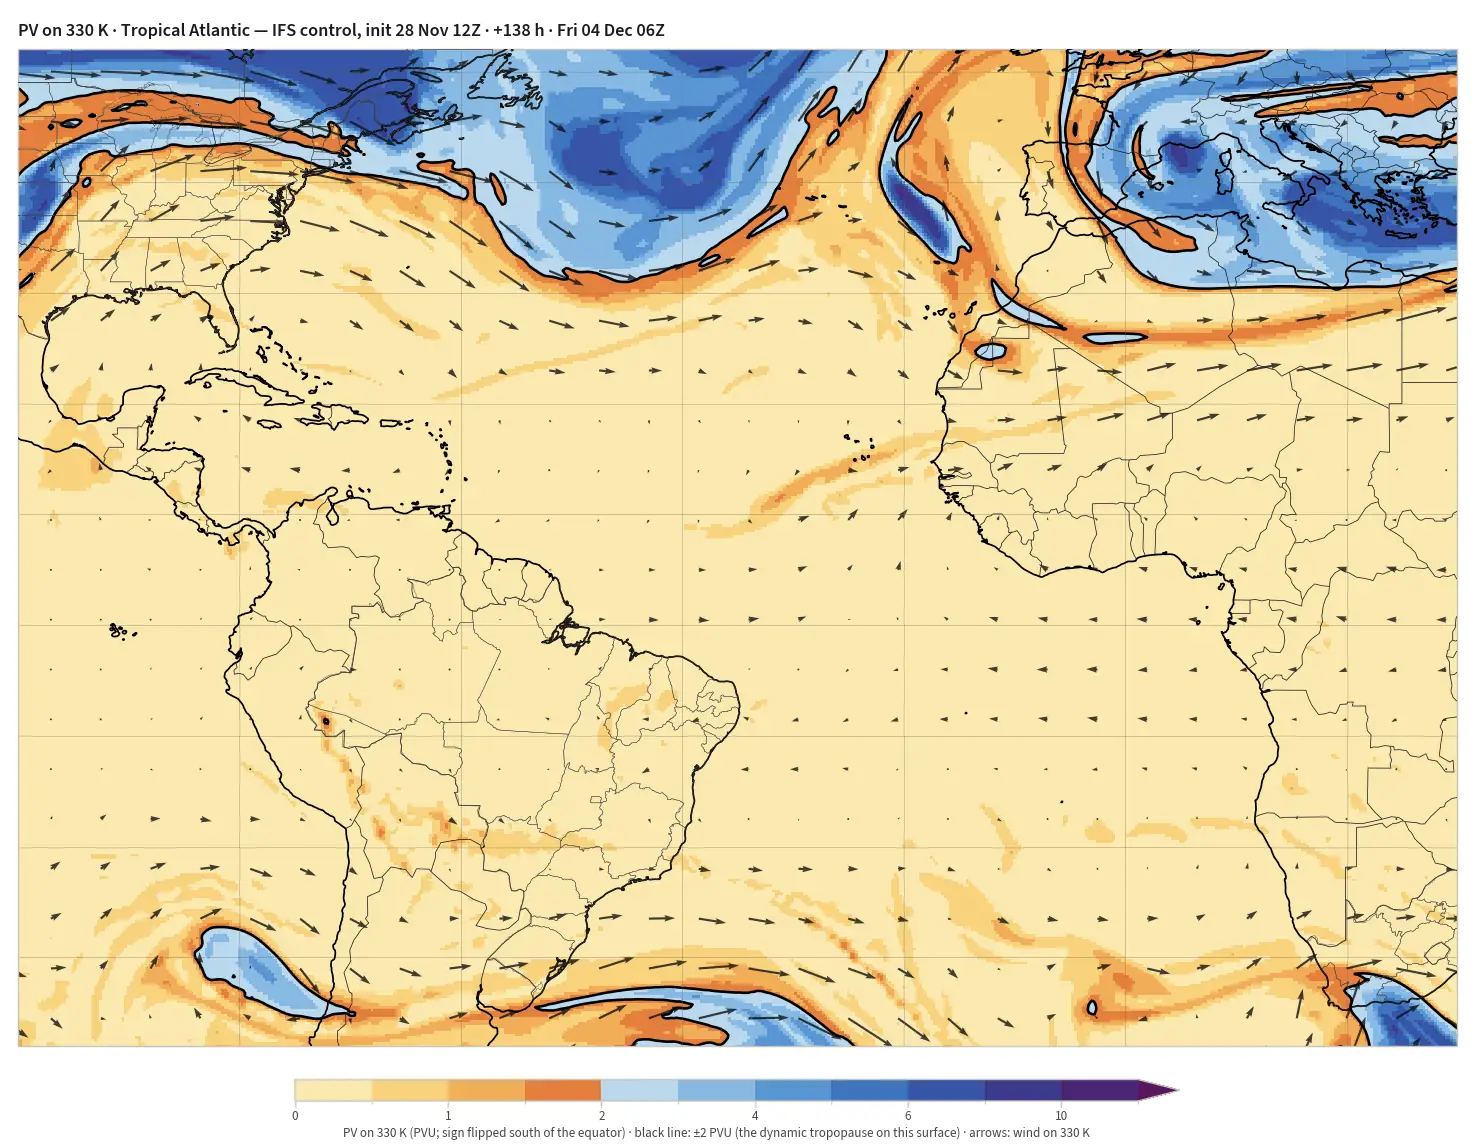 PV on 330 K · Tropical Atlantic — IFS control, init 28 Nov 12Z · +138 h · Fri 04 Dec 06Z
0 1 2 4 6 10
PV on 330 K (PVU; sign flipped south of the equator) · black line: ±2 PVU (the dynamic tropopause on this surface) · arrows: wind on 330 K